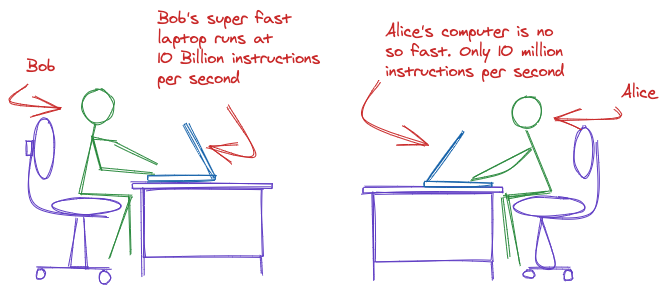 Bob
Bob's super fast
laptop runs at
10 Billion instructions
per second
Alice's computer is no
so fast. Only 10 million
instructions per second
Alice